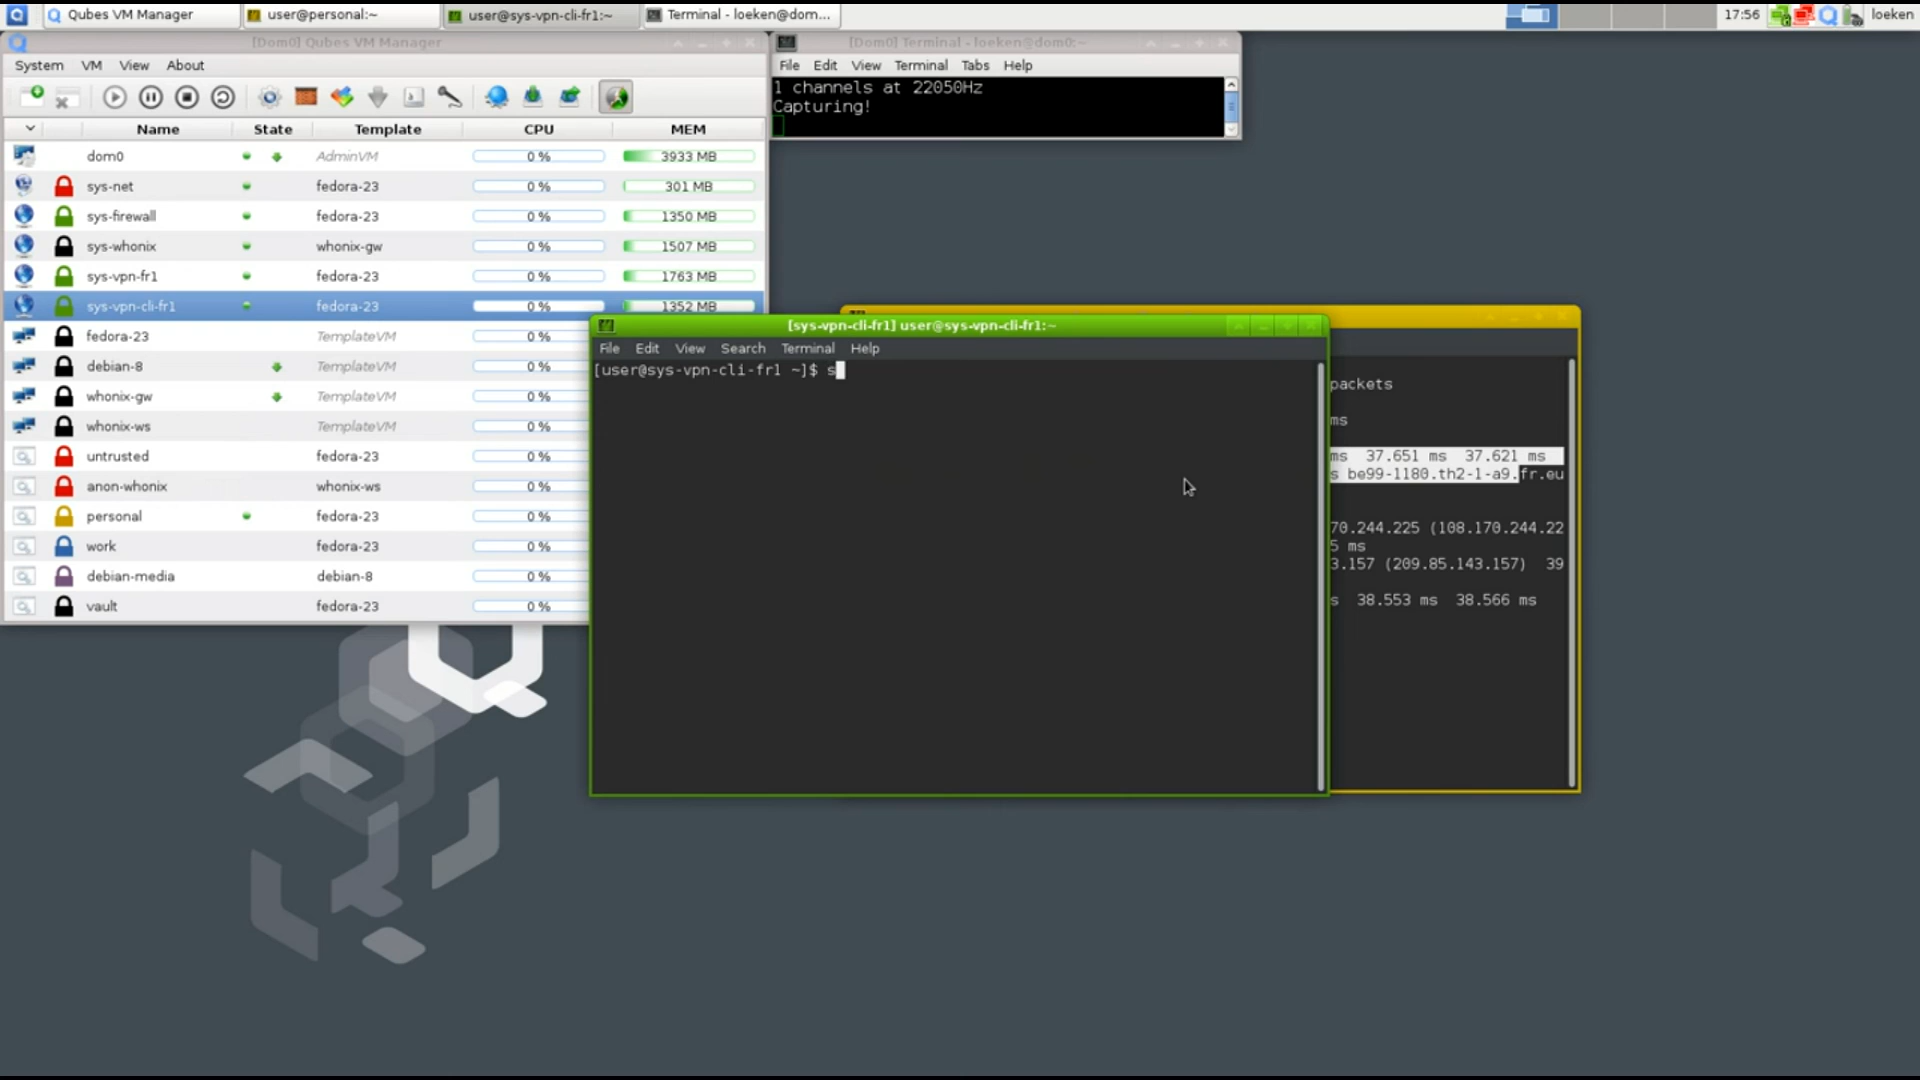 Qubes VM Manager
user@personal:~
user@sys-vpn-cli-fr1:~
Terminal - loeken@dom...
17:56
loeken
[Dom0] Qubes VM Manager
System VM View About
Name State Template CPU MEM
dom0 AdminVM 0 % 3933 MB
sys-net fedora-23 0 % 301 MB
sys-firewall fedora-23 0 % 1350 MB
sys-whonix whonix-gw 0 % 1507 MB
sys-vpn-fr1 fedora-23 0 % 1763 MB
sys-vpn-cli-fr1 fedora-23 0 % 1352 MB
fedora-23 TemplateVM 0 %
debian-8 TemplateVM 0 %
whonix-gw TemplateVM 0 %
whonix-ws TemplateVM 0 %
untrusted fedora-23 0 %
anon-whonix whonix-ws 0 %
personal fedora-23 0 %
work fedora-23 0 %
debian-media debian-8 0 %
vault fedora-23 0 %
[Dom0] Terminal - loeken@dom0:~
File Edit View Terminal Tabs Help
1 channels at 22050Hz
Capturing!
[sys-vpn-cli-fr1] user@sys-vpn-cli-fr1:~
File Edit View Search Terminal Help
[user@sys-vpn-cli-fr1 ~]$ s
packets
ms
ms 37.651 ms 37.621 ms
s be99-1180.th2-1-a9.fr.eu
70.244.225 (108.170.244.22
5 ms
3.157 (209.85.143.157) 39
s 38.553 ms 38.566 ms